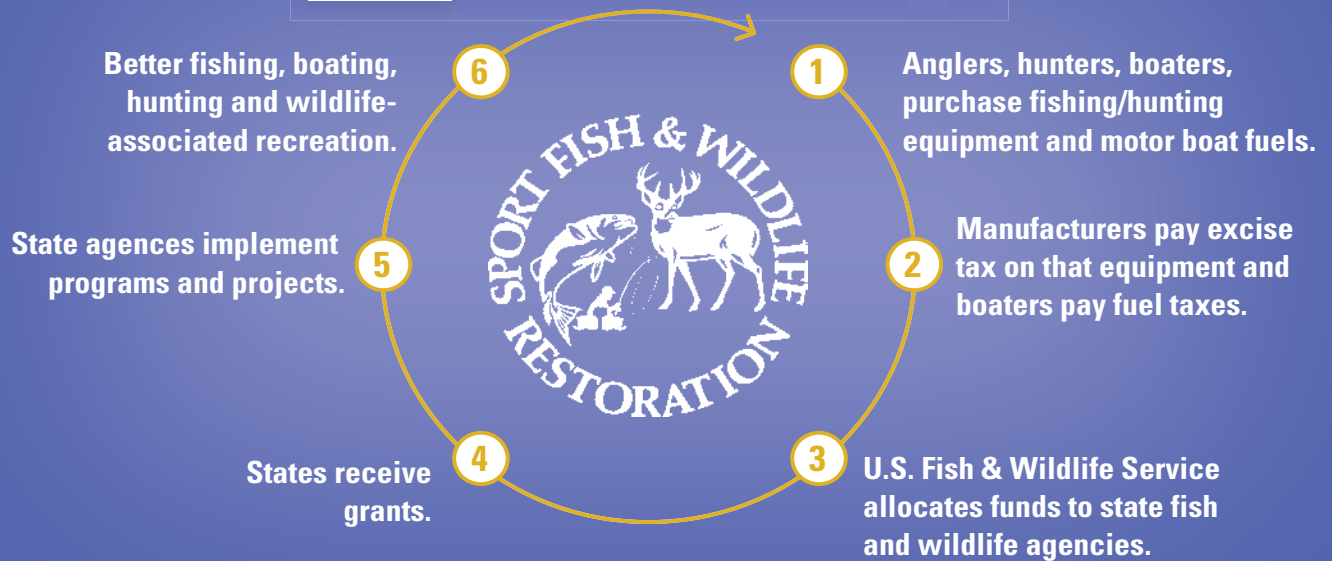 6
Better fishing, boating,
hunting and wildlife-
associated recreation.
1
Anglers, hunters, boaters,
purchase fishing/hunting
equipment and motor boat fuels.
SPORT FISH & WILDLIFE
RESTORATION
State agences implement
programs and projects.
5
2
Manufacturers pay excise
tax on that equipment and
boaters pay fuel taxes.
States receive
grants.
4
3
U.S. Fish & Wildlife Service
allocates funds to state fish
and wildlife agencies.